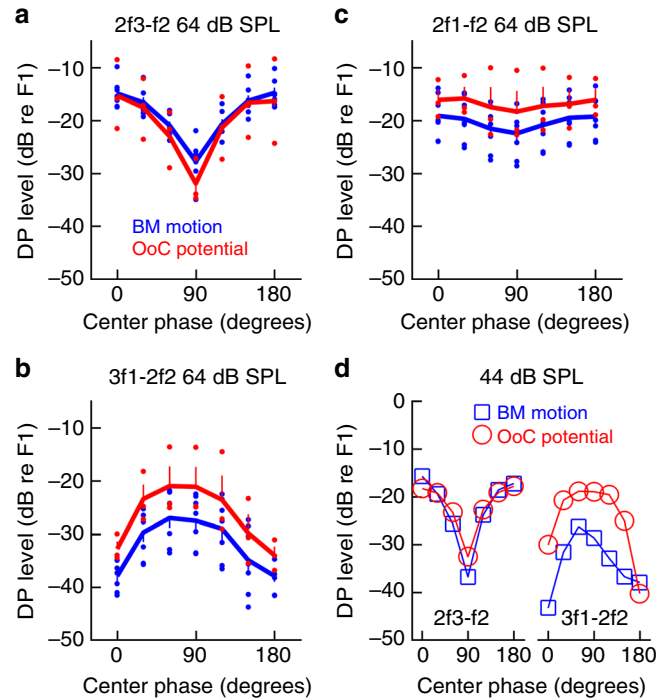 a
2f3-f2 64 dB SPL
DP level (dB re F1)
−10
−20
−30
−40
−50
BM motion
OoC potential
0
90
180
Center phase (degrees)
c
2f1-f2 64 dB SPL
DP level (dB re F1)
−10
−20
−30
−40
−50
0
90
180
Center phase (degrees)
b
3f1-2f2 64 dB SPL
DP level (dB re F1)
−10
−20
−30
−40
−50
0
90
180
Center phase (degrees)
d
44 dB SPL
DP level (dB re F1)
0
−10
−20
−30
−40
−50
BM motion
OoC potential
2f3-f2
3f1-2f2
0
90
180
0
90
180
Center phase (degrees)